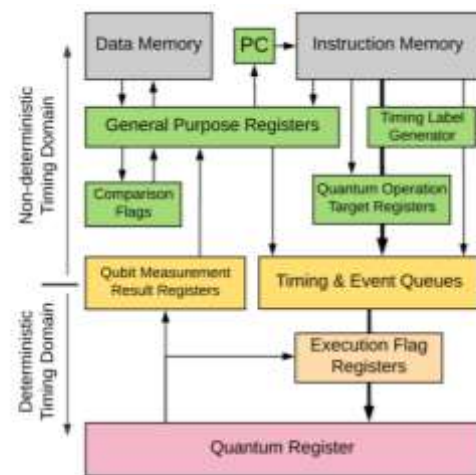 Data Memory
PC
Instruction Memory
General Purpose Registers
Timing Label
Generator
Comparison
Flags
Quantum Operation
Target Registers
Non-deterministic
Timing Domain
Qubit Measurement
Result Registers
Timing & Event Queues
Deterministic
Timing Domain
Execution Flag
Registers
Quantum Register